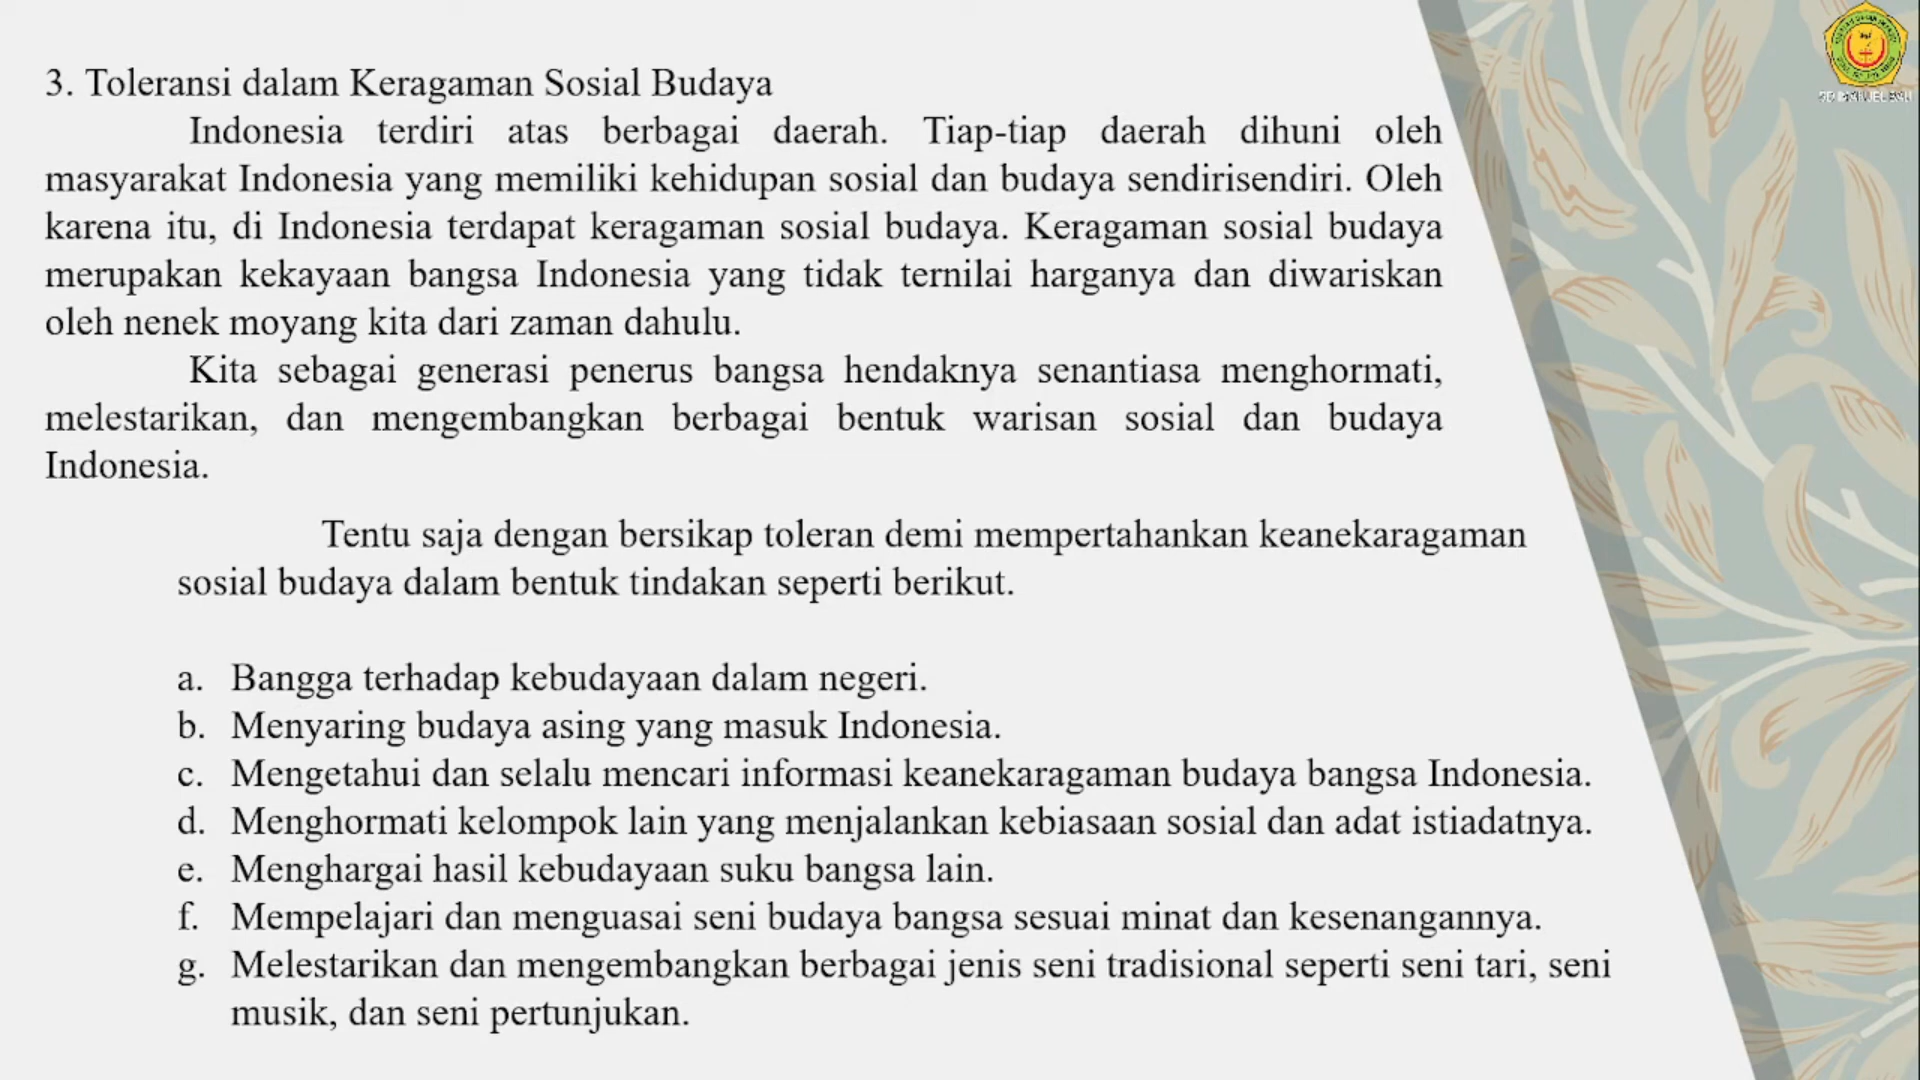 3. Toleransi dalam Keragaman Sosial Budaya
Indonesia terdiri atas berbagai daerah. Tiap-tiap daerah dihuni oleh
masyarakat Indonesia yang memiliki kehidupan sosial dan budaya sendirisendiri. Oleh
karena itu, di Indonesia terdapat keragaman sosial budaya. Keragaman sosial budaya
merupakan kekayaan bangsa Indonesia yang tidak ternilai harganya dan diwariskan
oleh nenek moyang kita dari zaman dahulu.
Kita sebagai generasi penerus bangsa hendaknya senantiasa menghormati,
melestarikan, dan mengembangkan berbagai bentuk warisan sosial dan budaya
Indonesia.
Tentu saja dengan bersikap toleran demi mempertahankan keanekaragaman
sosial budaya dalam bentuk tindakan seperti berikut.
a. Bangga terhadap kebudayaan dalam negeri.
b. Menyaring budaya asing yang masuk Indonesia.
c. Mengetahui dan selalu mencari informasi keanekaragaman budaya bangsa Indonesia.
d. Menghormati kelompok lain yang menjalankan kebiasaan sosial dan adat istiadatnya.
e. Menghargai hasil kebudayaan suku bangsa lain.
f. Mempelajari dan menguasai seni budaya bangsa sesuai minat dan kesenangannya.
g. Melestarikan dan mengembangkan berbagai jenis seni tradisional seperti seni tari, seni
musik, dan seni pertunjukan.